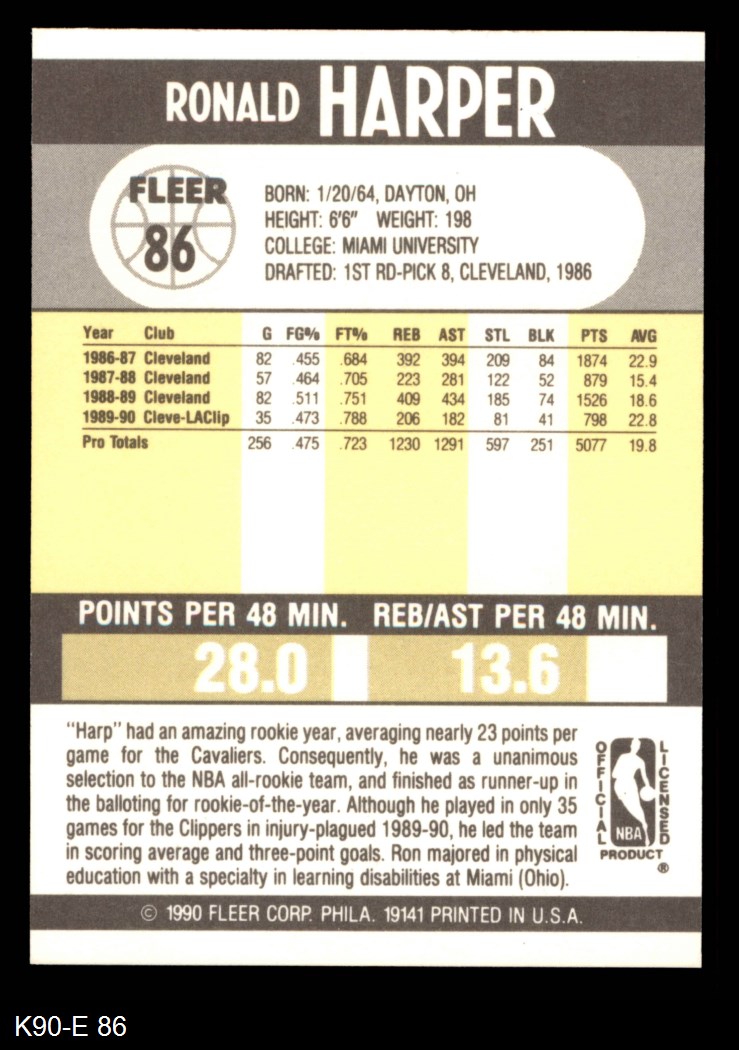 RONALD HARPER
FLEER
86
BORN: 1/20/64, DAYTON, OH
HEIGHT: 6'6" WEIGHT: 198
COLLEGE: MIAMI UNIVERSITY
DRAFTED: 1ST RD-PICK 8, CLEVELAND, 1986
Year Club G FG% FT% REB AST STL BLK PTS AVG
1986-87 Cleveland 82 .455 .684 392 394 209 84 1874 22.9
1987-88 Cleveland 57 .464 .705 223 281 122 52 879 15.4
1988-89 Cleveland 82 .511 .751 409 434 185 74 1526 18.6
1989-90 Cleve-LAClip 35 .473 .788 206 182 81 41 798 22.8
Pro Totals 256 .475 .723 1230 1291 597 251 5077 19.8
POINTS PER 48 MIN. REB/AST PER 48 MIN.
28.0 13.6
"Harp" had an amazing rookie year, averaging nearly 23 points per
game for the Cavaliers. Consequently, he was a unanimous
selection to the NBA all-rookie team, and finished as runner-up in
the balloting for rookie-of-the-year. Although he played in only 35
games for the Clippers in injury-plagued 1989-90, he led the team
in scoring average and three-point goals. Ron majored in physical
education with a specialty in learning disabilities at Miami (Ohio).
OFFICIAL
LICENSED
NBA
PRODUCT
®
© 1990 FLEER CORP. PHILA. 19141 PRINTED IN U.S.A.
K90-E 86